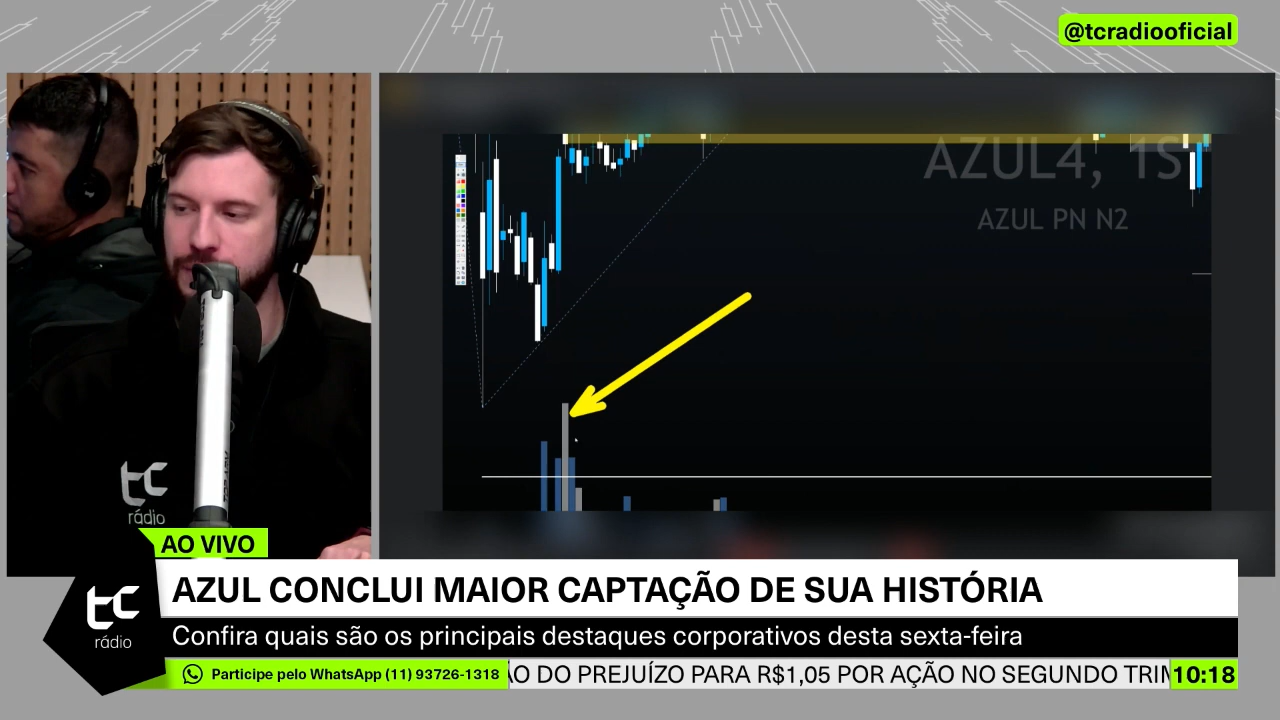 @tcradiooficial
AZUL4, 1S
AZUL PN N2
tc
rádio
AO VIVO
AZUL CONCLUI MAIOR CAPTAÇÃO DE SUA HISTÓRIA
tc
rádio
Confira quais são os principais destaques corporativos desta sexta-feira
Participe pelo WhatsApp (11) 93726-1318
ÃO DO PREJUÍZO PARA R$1,05 POR AÇÃO NO SEGUNDO TRIM
10:18